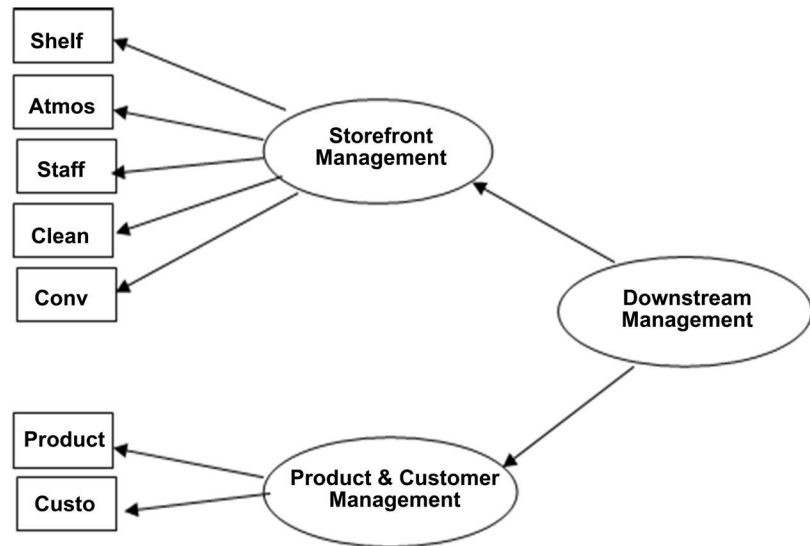 Shelf
Atmos
Staff
Clean
Conv
Storefront
Management
Downstream
Management
Product
Custo
Product & Customer
Management